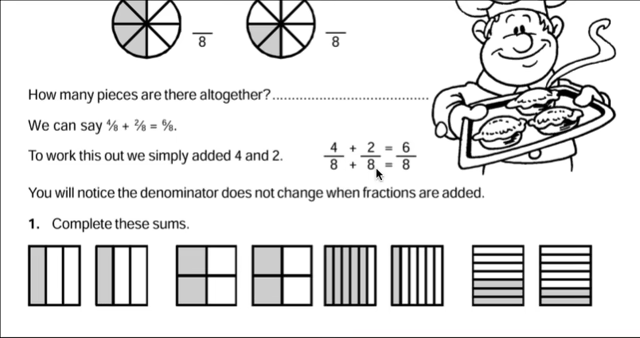 8 8
How many pieces are there altogether?
We can say ⁴⁄₈ + ²⁄₈ = ⁶⁄₈.
To work this out we simply added 4 and 2. 4/8 + 2/8 = 6/8
You will notice the denominator does not change when fractions are added.
1. Complete these sums.